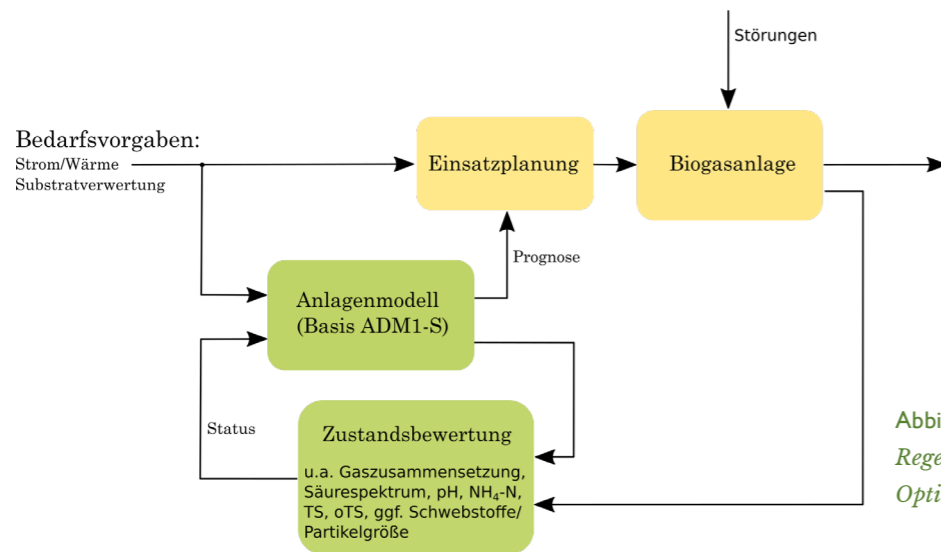 Störungen
Bedarfsvorgaben:
Strom/Wärme
Substratverwertung
Einsatzplanung
Biogasanlage
Prognose
Anlagenmodell
(Basis ADM1-S)
Status
Zustandsbewertung
u.a. Gaszusammensetzung,
Säurespektrum, pH, NH₄-N,
TS, oTS, ggf. Schwebstoffe/
Partikelgröße
Abbi
Rege
Opti